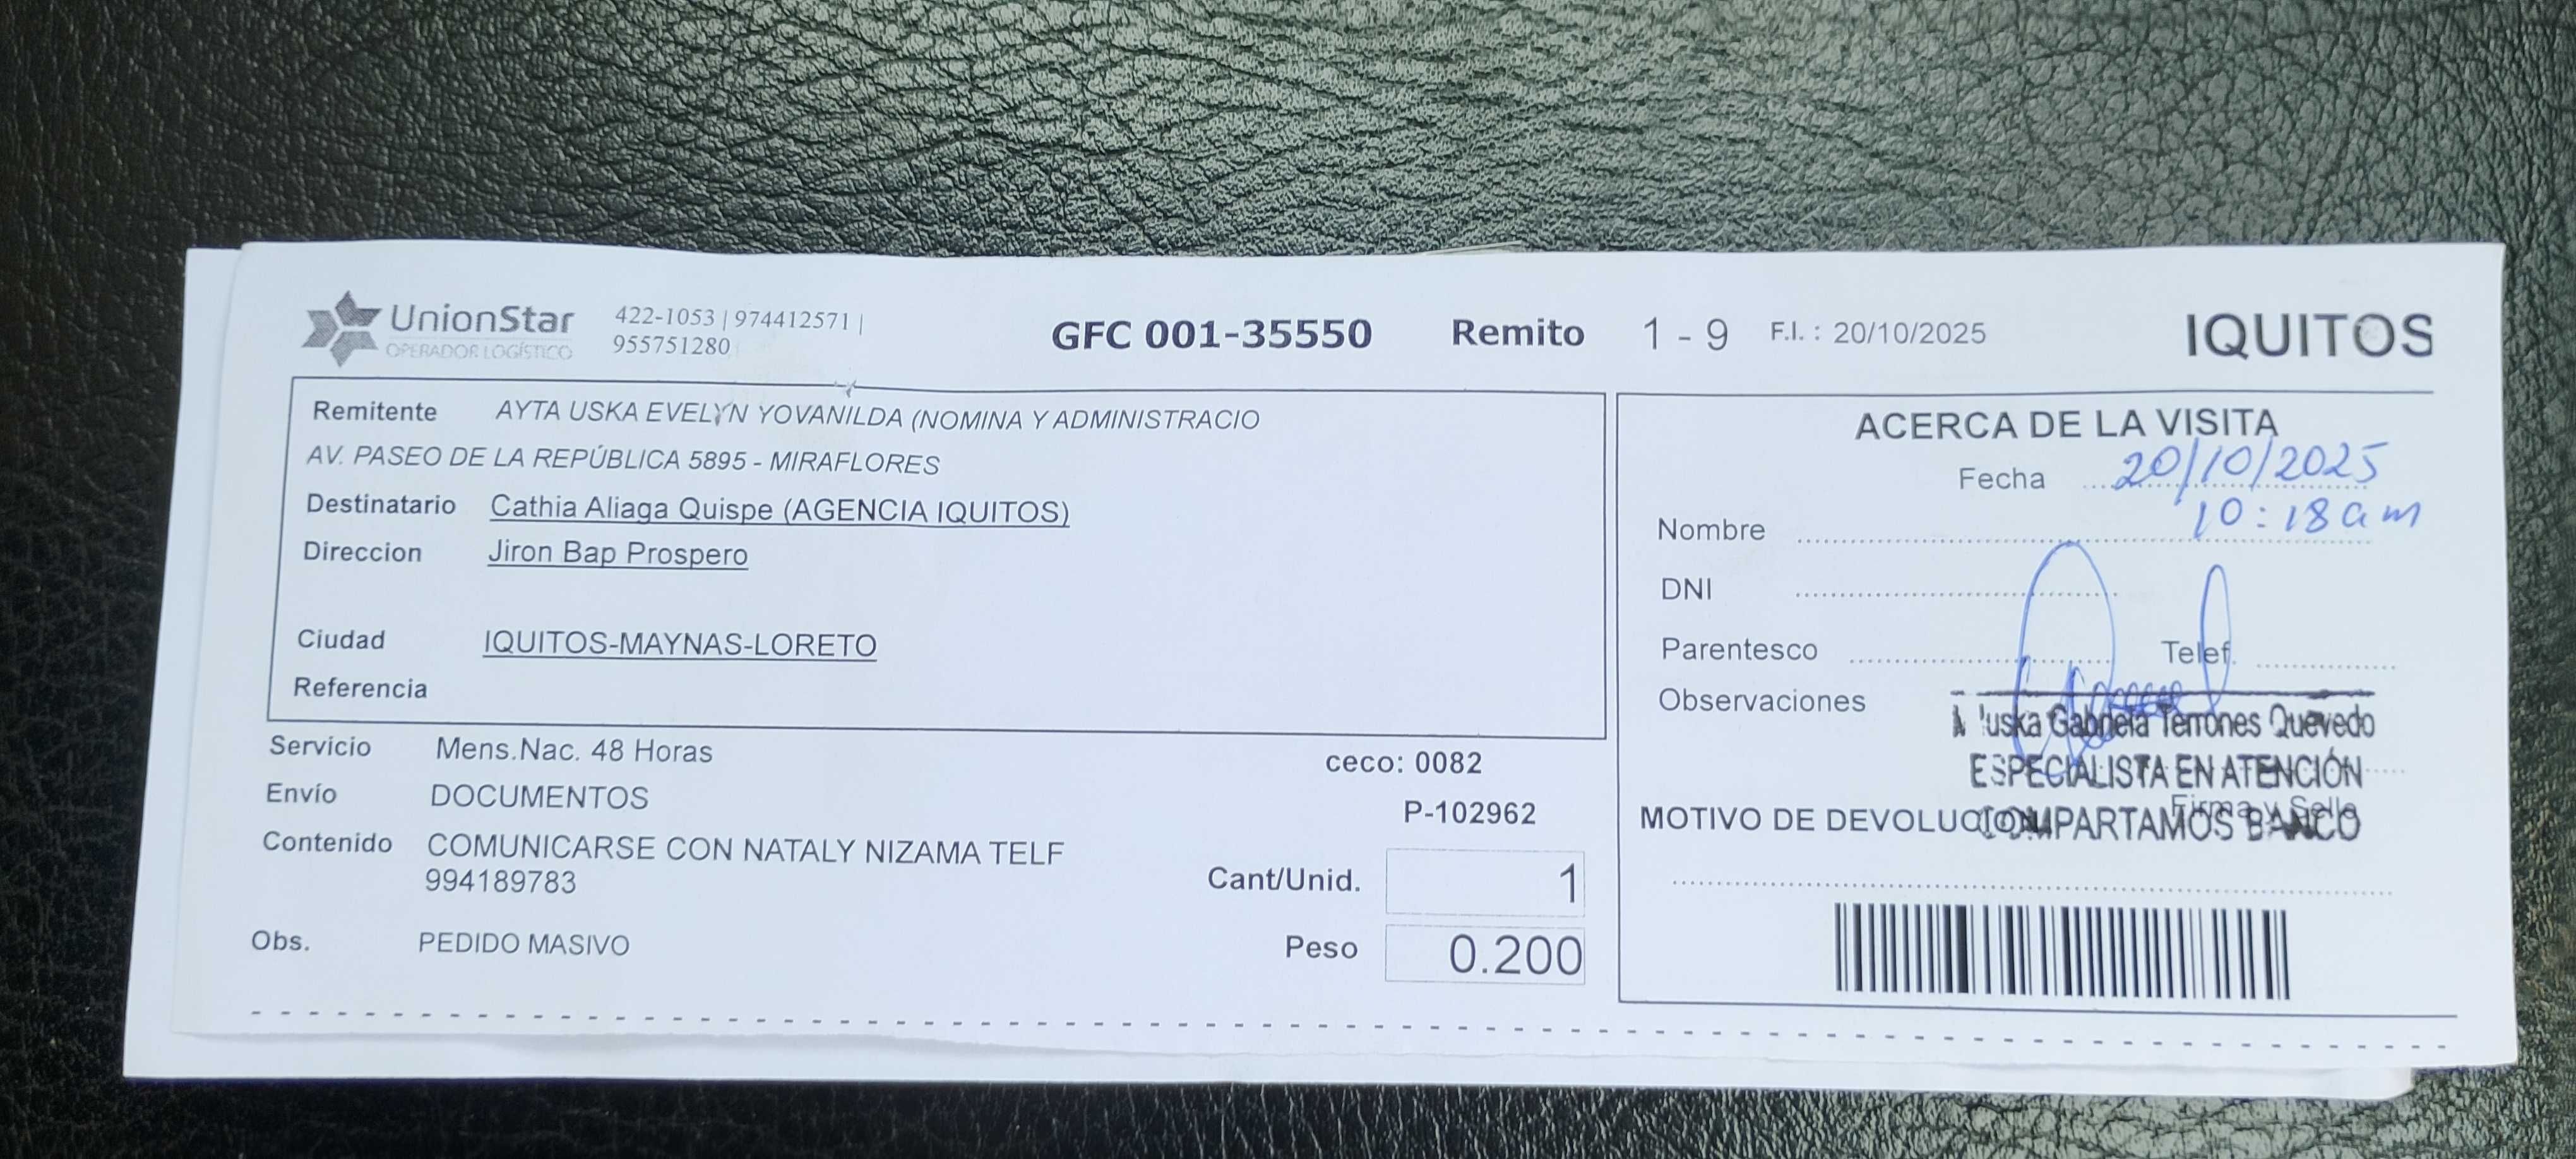 UnionStar
OPERADOR LOGÍSTICO
422-1053 | 974412571 |
955751280
GFC 001-35550 Remito 1 - 9 F.I. : 20/10/2025 IQUITOS
Remitente AYTA USKA EVELYN YOVANILDA (NOMINA Y ADMINISTRACIO
AV. PASEO DE LA REPÚBLICA 5895 - MIRAFLORES
Destinatario Cathia Aliaga Quispe (AGENCIA IQUITOS)
Direccion Jiron Bap Prospero
Ciudad IQUITOS-MAYNAS-LORETO
Referencia
Servicio Mens.Nac. 48 Horas
ceco: 0082
Envío DOCUMENTOS
P-102962
Contenido COMUNICARSE CON NATALY NIZAMA TELF
994189783
Cant/Unid. 1
Obs. PEDIDO MASIVO
Peso 0.200
ACERCA DE LA VISITA
Fecha 20/10/2025
10:18am
Nombre
DNI
Parentesco Telef.
Observaciones
Gabriela Terrones Quevedo
ESPECIALISTA EN ATENCIÓN
Firma y Sello
COMPARTAMOS BANCO
MOTIVO DE DEVOLUCION